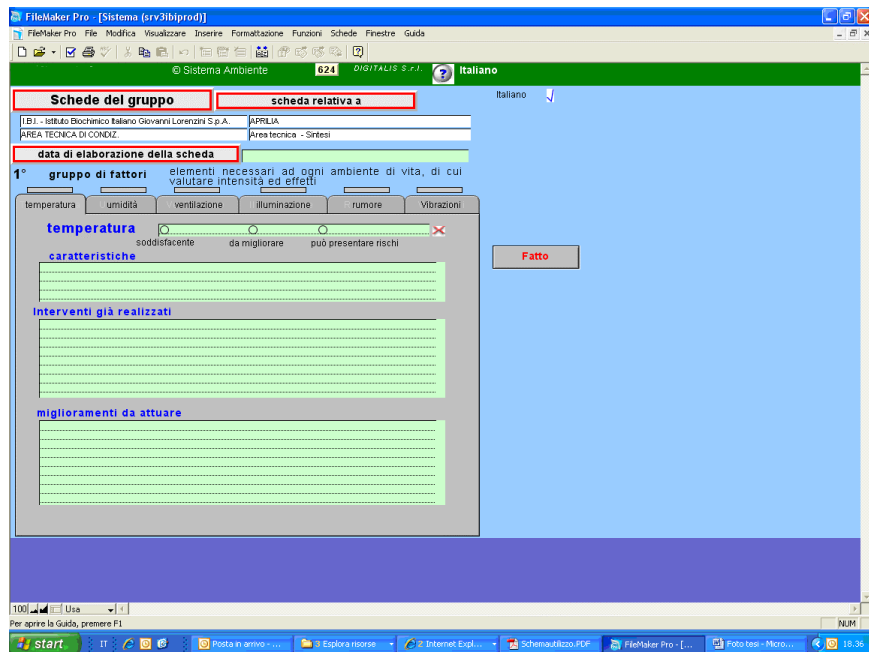 FileMaker Pro - [Sistema (srv3ibiprod)]
FileMaker Pro File Modifica Visualizzare Inserire Formattazione Funzioni Schede Finestre Guida
© Sistema Ambiente 624 DIGITALIS S.r.l. ? Italiano
Schede del gruppo scheda relativa a Italiano
I.B.I. - Istituto Biochimico Italiano Giovanni Lorenzini S.p.A. APRILIA
AREA TECNICA DI CONDIZ. Area tecnica - Sintesi
data di elaborazione della scheda
1° gruppo di fattori elementi necessari ad ogni ambiente di vita, di cui
valutare intensità ed effetti
temperatura umidità ventilazione illuminazione rumore Vibrazioni
temperatura
soddisfacente da migliorare può presentare rischi
caratteristiche Fatto
Interventi già realizzati
miglioramenti da attuare
100 Usa
Per aprire la Guida, premere F1 NUM
start IT Posta in arrivo - ... 3 Esplora risorse 2 Internet Expl... Schemautilizzo.PDF FileMaker Pro - [... Foto tesi - Micro... 18.36